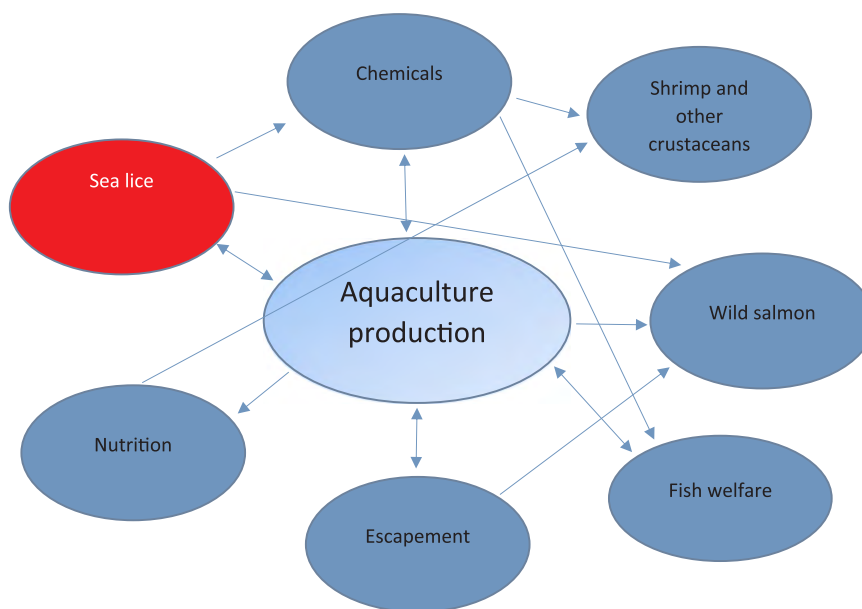 Chemicals
Shrimp and
other
crustaceans
Sea lice
Aquaculture
production
Wild salmon
Nutrition
Fish welfare
Escapement